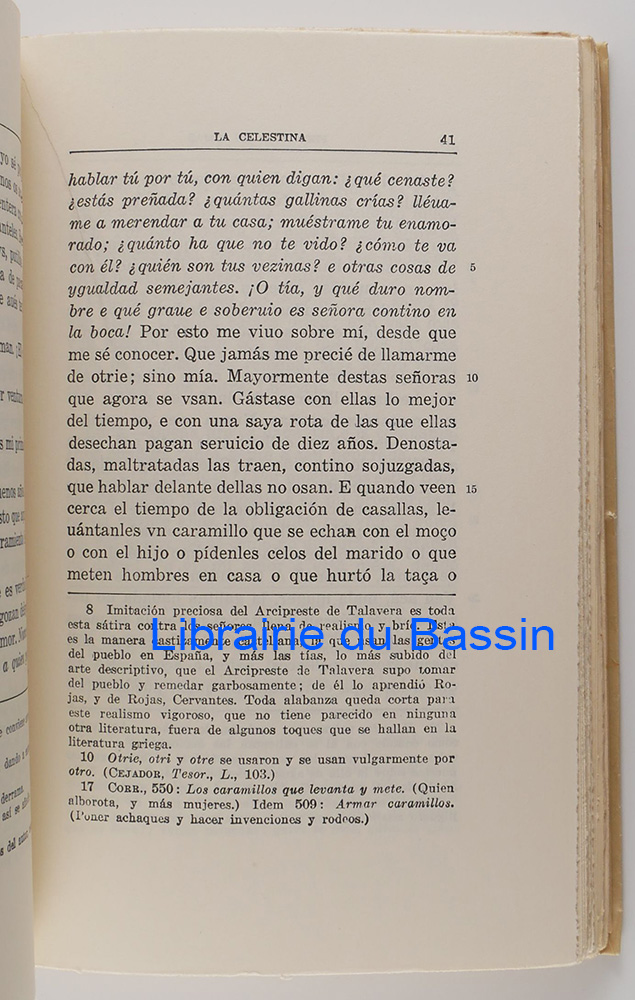 LA CELESTINA 41
hablar tú por tú, con quien digan: ¿qué cenaste?
¿estás preñada? ¿quántas gallinas crías? lléua-
me a merendar a tu casa; muéstrame tu enamo-
rado; ¿quánto ha que no te vido? ¿cómo te va
con él? ¿quién son tus vezinas? e otras cosas de 5
ygualdad semejantes. ¡O tía, y qué duro nom-
bre e qué graue e soberuio es señora contino en
la boca! Por esto me viuo sobre mí, desde que
me sé conocer. Que jamás me precié de llamarme
de otrie; sino mía. Mayormente destas señoras 10
que agora se vsan. Gástase con ellas lo mejor
del tiempo, e con una saya rota de las que ellas
desechan pagan seruicio de diez años. Denosta-
das, maltratadas las traen, contino sojuzgadas,
que hablar delante dellas no osan. E quando veen 15
cerca el tiempo de la obligación de casallas, le-
uántanles vn caramillo que se echan con el moço
o con el hijo o pídenles celos del marido o que
meten hombres en casa o que hurtó la taça o
8 Imitación preciosa del Arcipreste de Talavera es toda
esta sátira contra los señores, llena de realismo y brío. Esta
es la manera castizamente castellana, la que usan las gentes
del pueblo en España, y más las tías, lo más subido del
arte descriptivo, que el Arcipreste de Talavera supo tomar
del pueblo y remedar garbosamente; de él lo aprendió Ro-
jas, y de Rojas, Cervantes. Toda alabanza queda corta para
este realismo vigoroso, que no tiene parecido en ninguna
otra literatura, fuera de algunos toques que se hallan en la
literatura griega.
10 Otrie, otri y otre se usaron y se usan vulgarmente por
otro. (CEJADOR, Tesor., L., 103.)
17 CORR., 550: Los caramillos que levanta y mete. (Quien
alborota, y más mujeres.) Idem 509: Armar caramillos.
(Poner achaques y hacer invenciones y rodeos.)
Librairie du Bassin